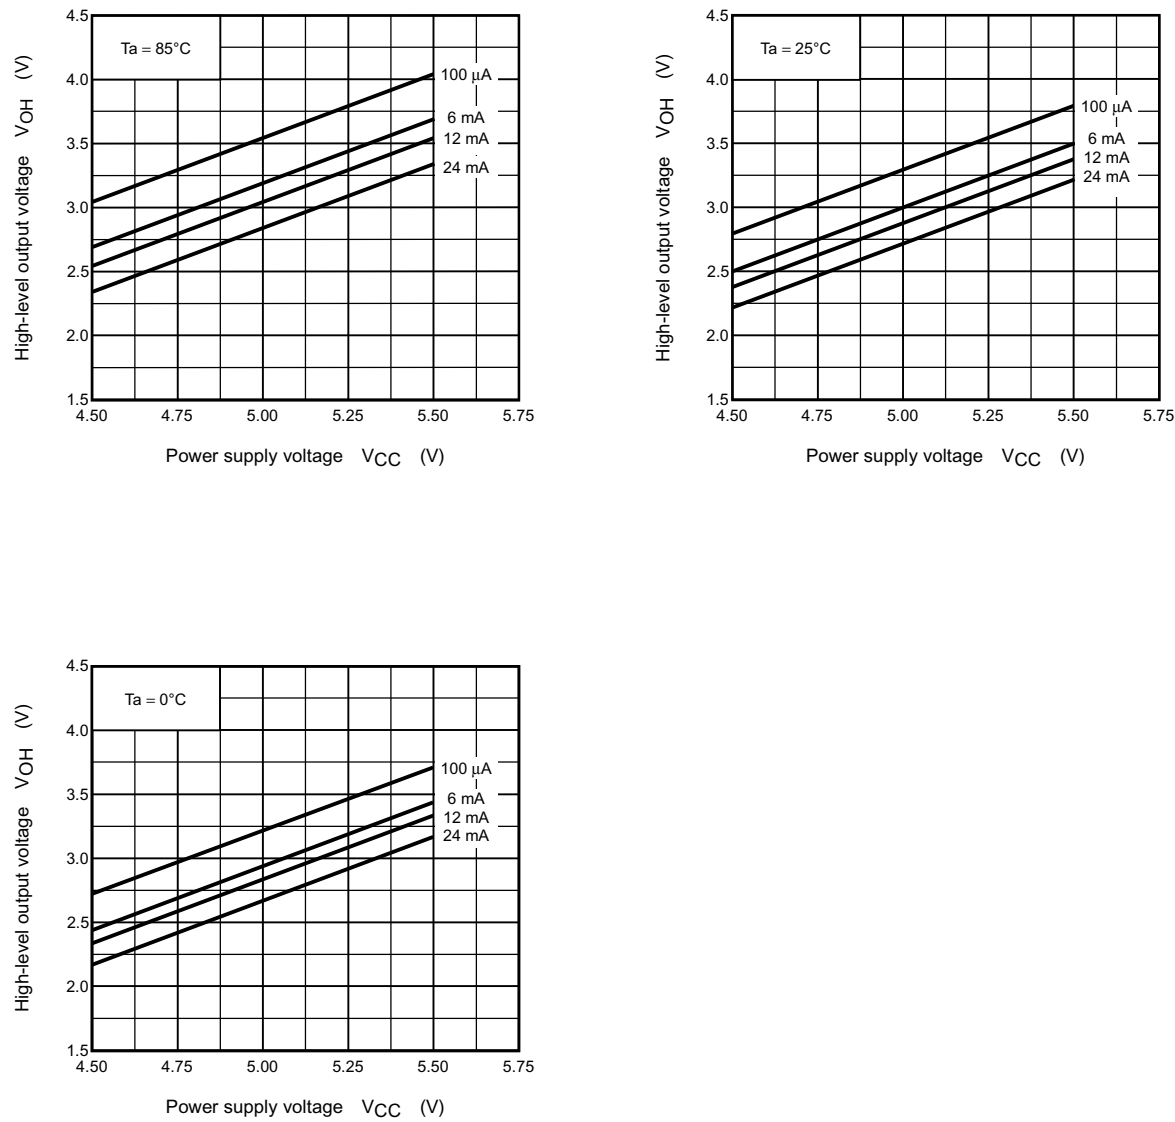 High-level output voltage VOH (V)
4.5
4.0
3.5
3.0
2.5
2.0
1.5
Ta = 85°C
100 μA
6 mA
12 mA
24 mA
4.50 4.75 5.00 5.25 5.50 5.75
Power supply voltage VCC (V)
High-level output voltage VOH (V)
4.5
4.0
3.5
3.0
2.5
2.0
1.5
Ta = 25°C
100 μA
6 mA
12 mA
24 mA
4.50 4.75 5.00 5.25 5.50 5.75
Power supply voltage VCC (V)
High-level output voltage VOH (V)
4.5
4.0
3.5
3.0
2.5
2.0
1.5
Ta = 0°C
100 μA
6 mA
12 mA
24 mA
4.50 4.75 5.00 5.25 5.50 5.75
Power supply voltage VCC (V)